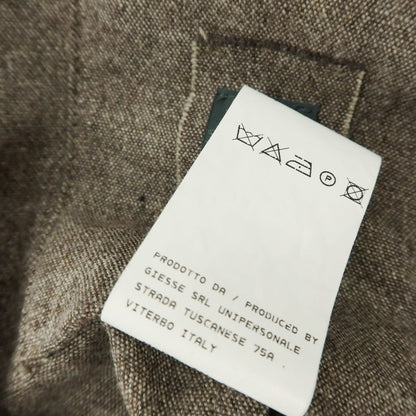 P
PRODOTTO DA / PRODUCED BY
GIESSE SRL UNIPERSONALE
STRADA TUSCANESE 75A
VITERBO ITALY